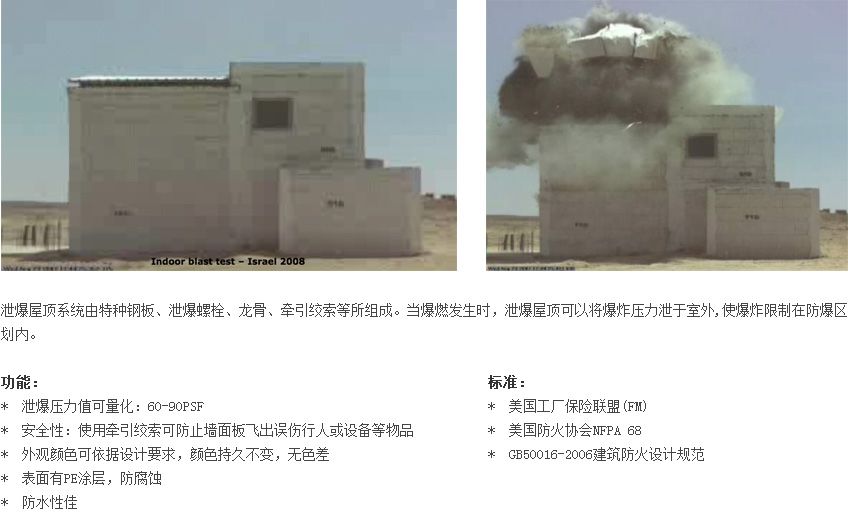 Indoor blast test – Israel 2008
泄爆屋顶系统由特种钢板、泄爆螺栓、龙骨、牵引绞索等所组成。当爆燃发生时，泄爆屋顶可以将爆炸压力泄于室外,使爆炸限制在防爆区
划内。
功能：
* 泄爆压力值可量化：60-90PSF
* 安全性：使用牵引绞索可防止墙面板飞出误伤行人或设备等物品
* 外观颜色可依据设计要求，颜色持久不变，无色差
* 表面有PE涂层，防腐蚀
* 防水性佳
标准：
* 美国工厂保险联盟(FM)
* 美国防火协会NFPA 68
* GB50016-2006建筑防火设计规范